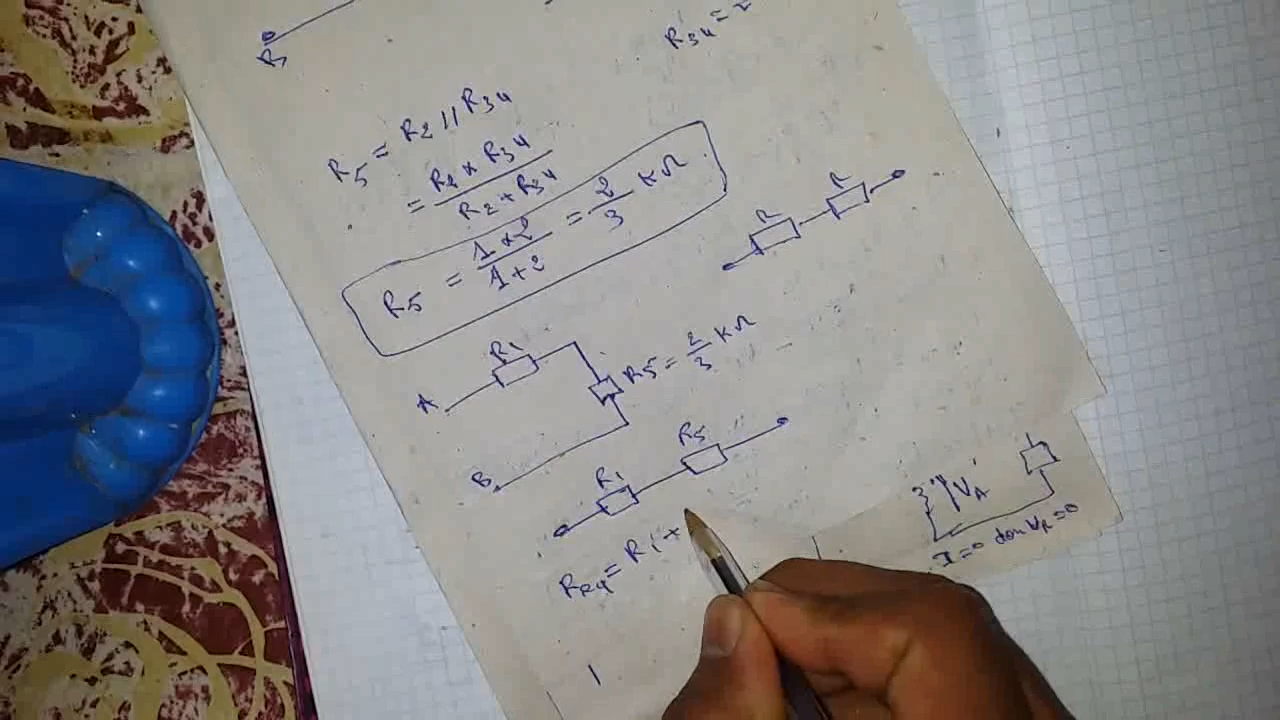 B
R34 = 2
R5 = R2 // R34
= R2 x R34 / R2 + R34
R5 = 1 x 2 / 1 + 2 = 2/3 KΩ
R R
R1
A R5 = 2/3 KΩ
B
R1 R5
Req = R1 +
VA
I=0 donc VR=0